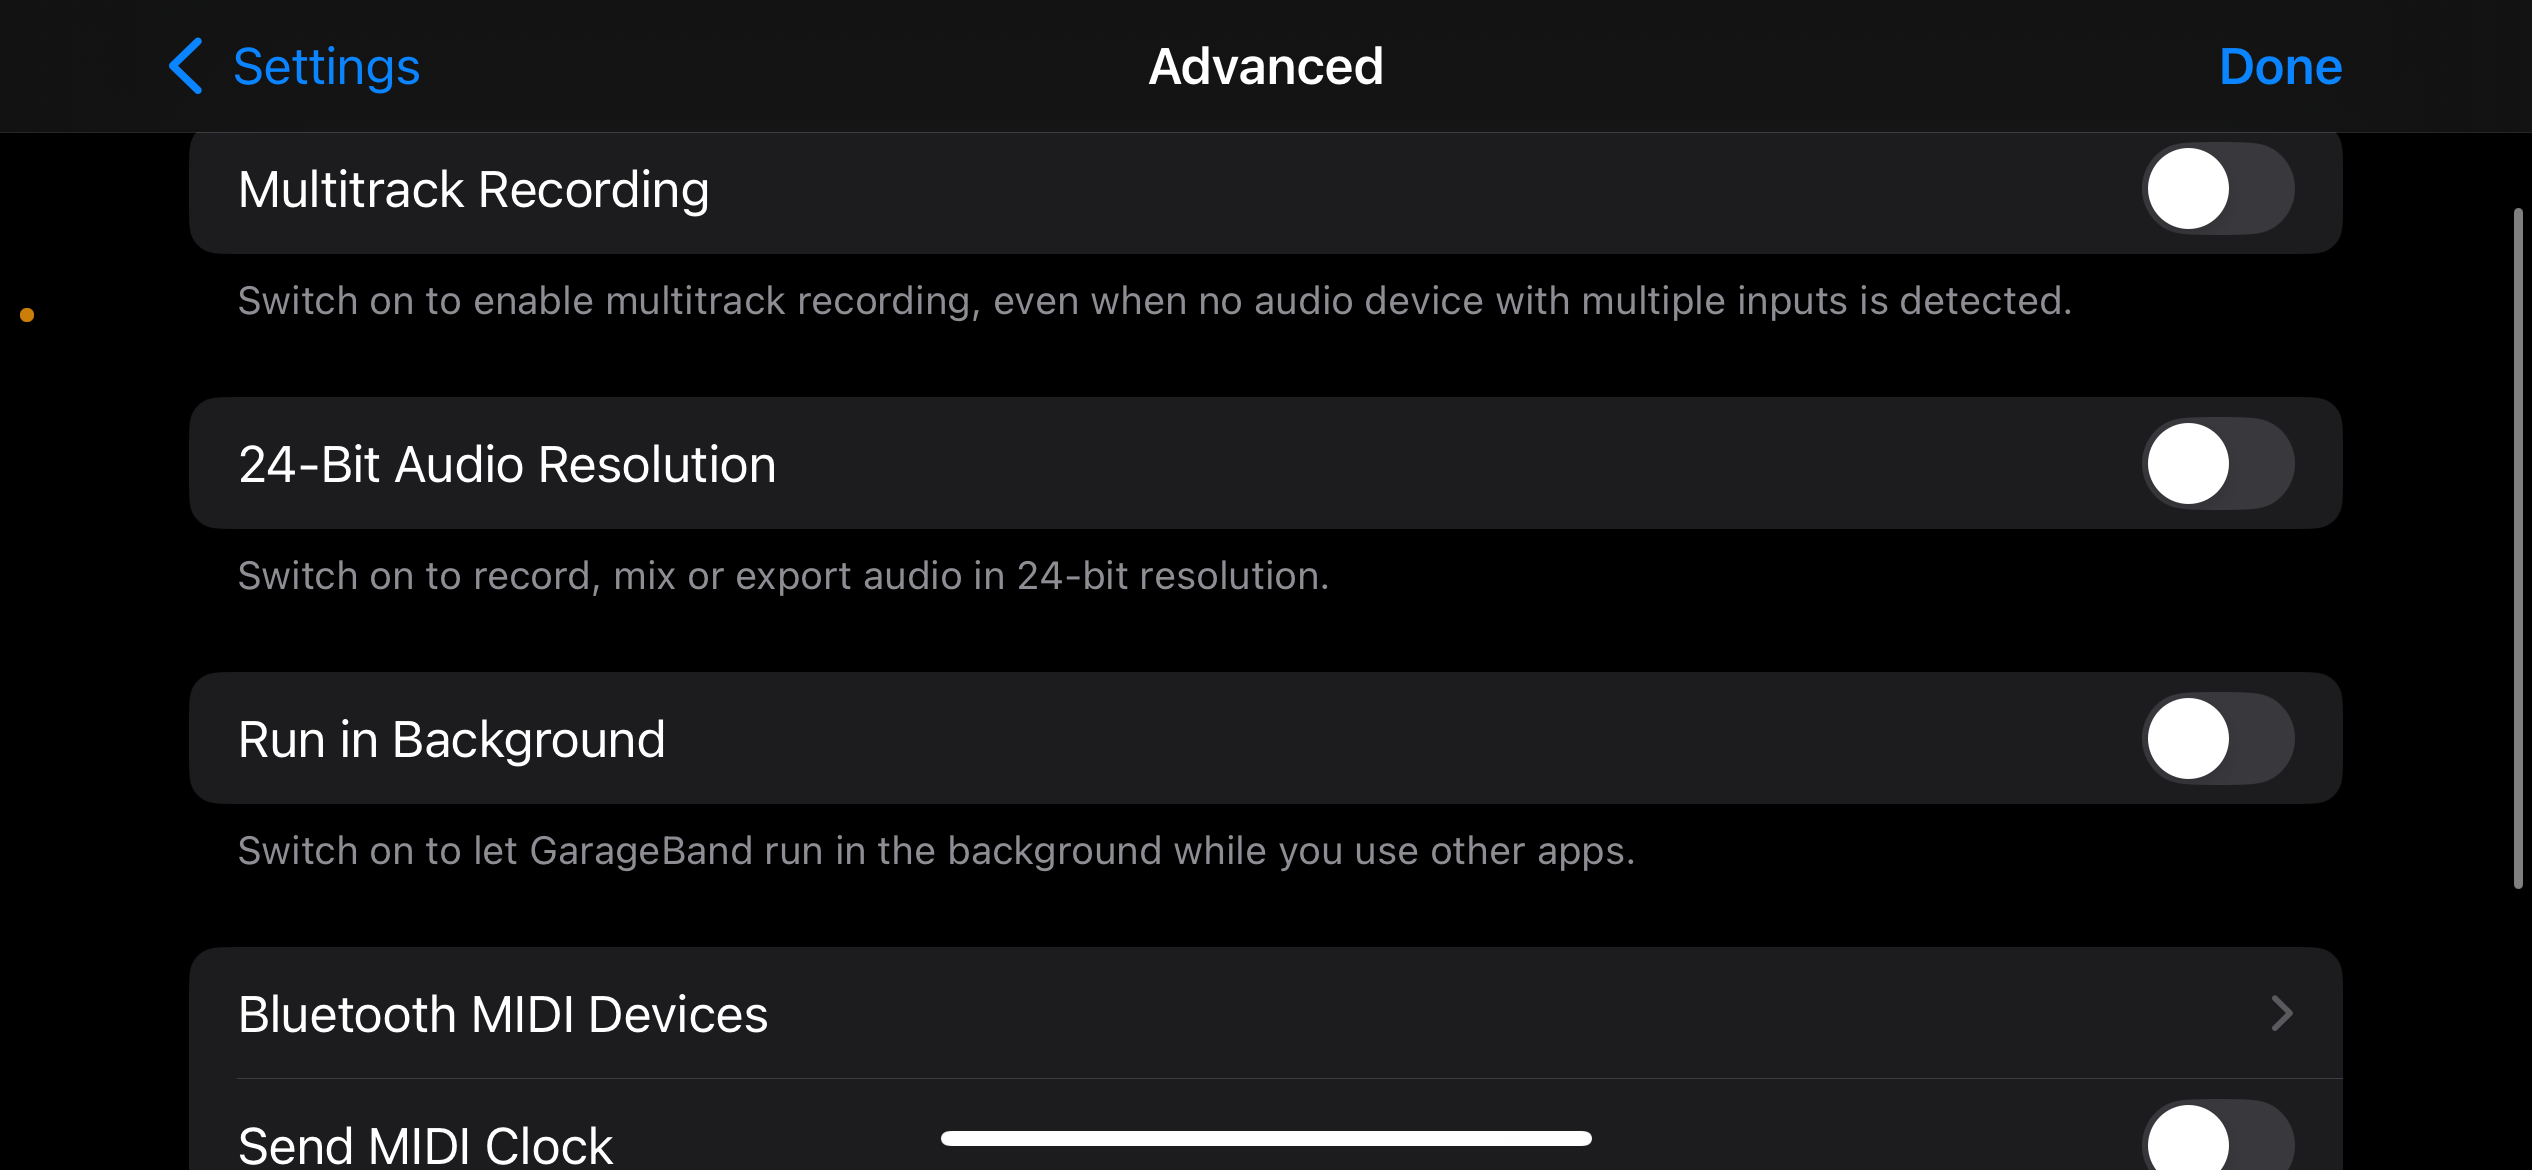 Settings
Advanced
Done
Multitrack Recording
Switch on to enable multitrack recording, even when no audio device with multiple inputs is detected.
24-Bit Audio Resolution
Switch on to record, mix or export audio in 24-bit resolution.
Run in Background
Switch on to let GarageBand run in the background while you use other apps.
Bluetooth MIDI Devices
Send MIDI Clock